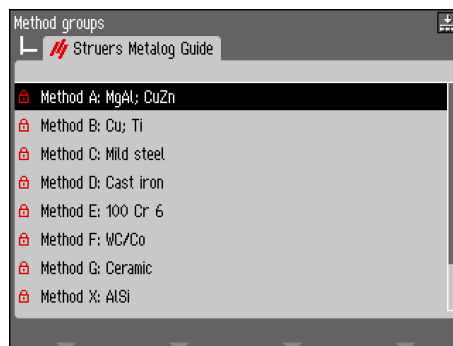 Method groups
Struers Metalog Guide
Method A: MgAl; CuZn
Method B: Cu; Ti
Method C: Mild steel
Method D: Cast iron
Method E: 100 Cr 6
Method F: WC/Co
Method G: Ceramic
Method X: AlSi